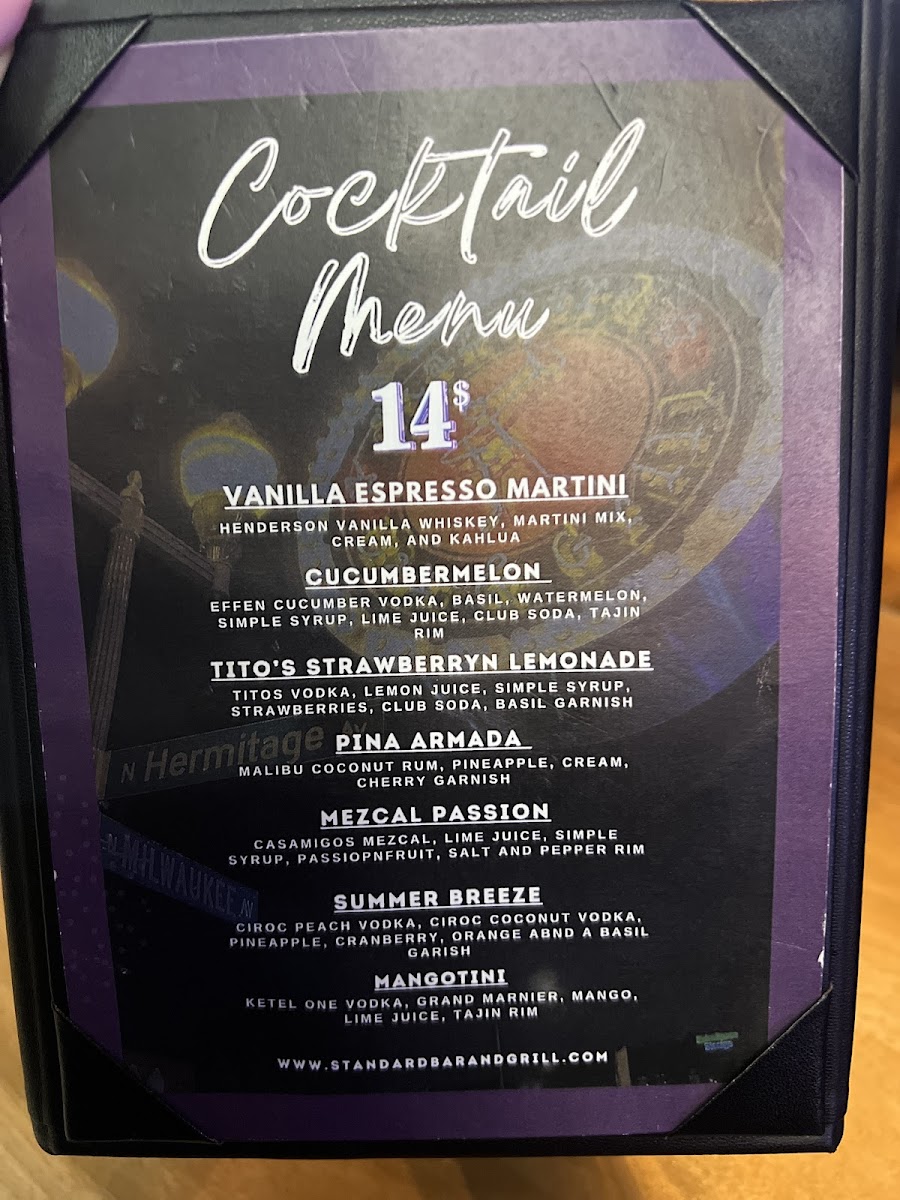 Cocktail
Menu
14$
VANILLA ESPRESSO MARTINI
HENDERSON VANILLA WHISKEY, MARTINI MIX,
CREAM, AND KAHLUA
CUCUMBERMELON
EFFEN CUCUMBER VODKA, BASIL, WATERMELON,
SIMPLE SYRUP, LIME JUICE, CLUB SODA, TAJIN
RIM
TITO'S STRAWBERRYN LEMONADE
TITOS VODKA, LEMON JUICE, SIMPLE SYRUP,
STRAWBERRIES, CLUB SODA, BASIL GARNISH
N Hermitage AV
PINA ARMADA
MALIBU COCONUT RUM, PINEAPPLE, CREAM,
CHERRY GARNISH
MEZCAL PASSION
CASAMIGOS MEZCAL, LIME JUICE, SIMPLE
SYRUP, PASSIOPNFRUIT, SALT AND PEPPER RIM
N MILWAUKEE AV
SUMMER BREEZE
CIROC PEACH VODKA, CIROC COCONUT VODKA,
PINEAPPLE, CRANBERRY, ORANGE ABND A BASIL
GARISH
MANGOTINI
KETEL ONE VODKA, GRAND MARNIER, MANGO,
LIME JUICE, TAJIN RIM
WWW.STANDARDBARANDGRILL.COM